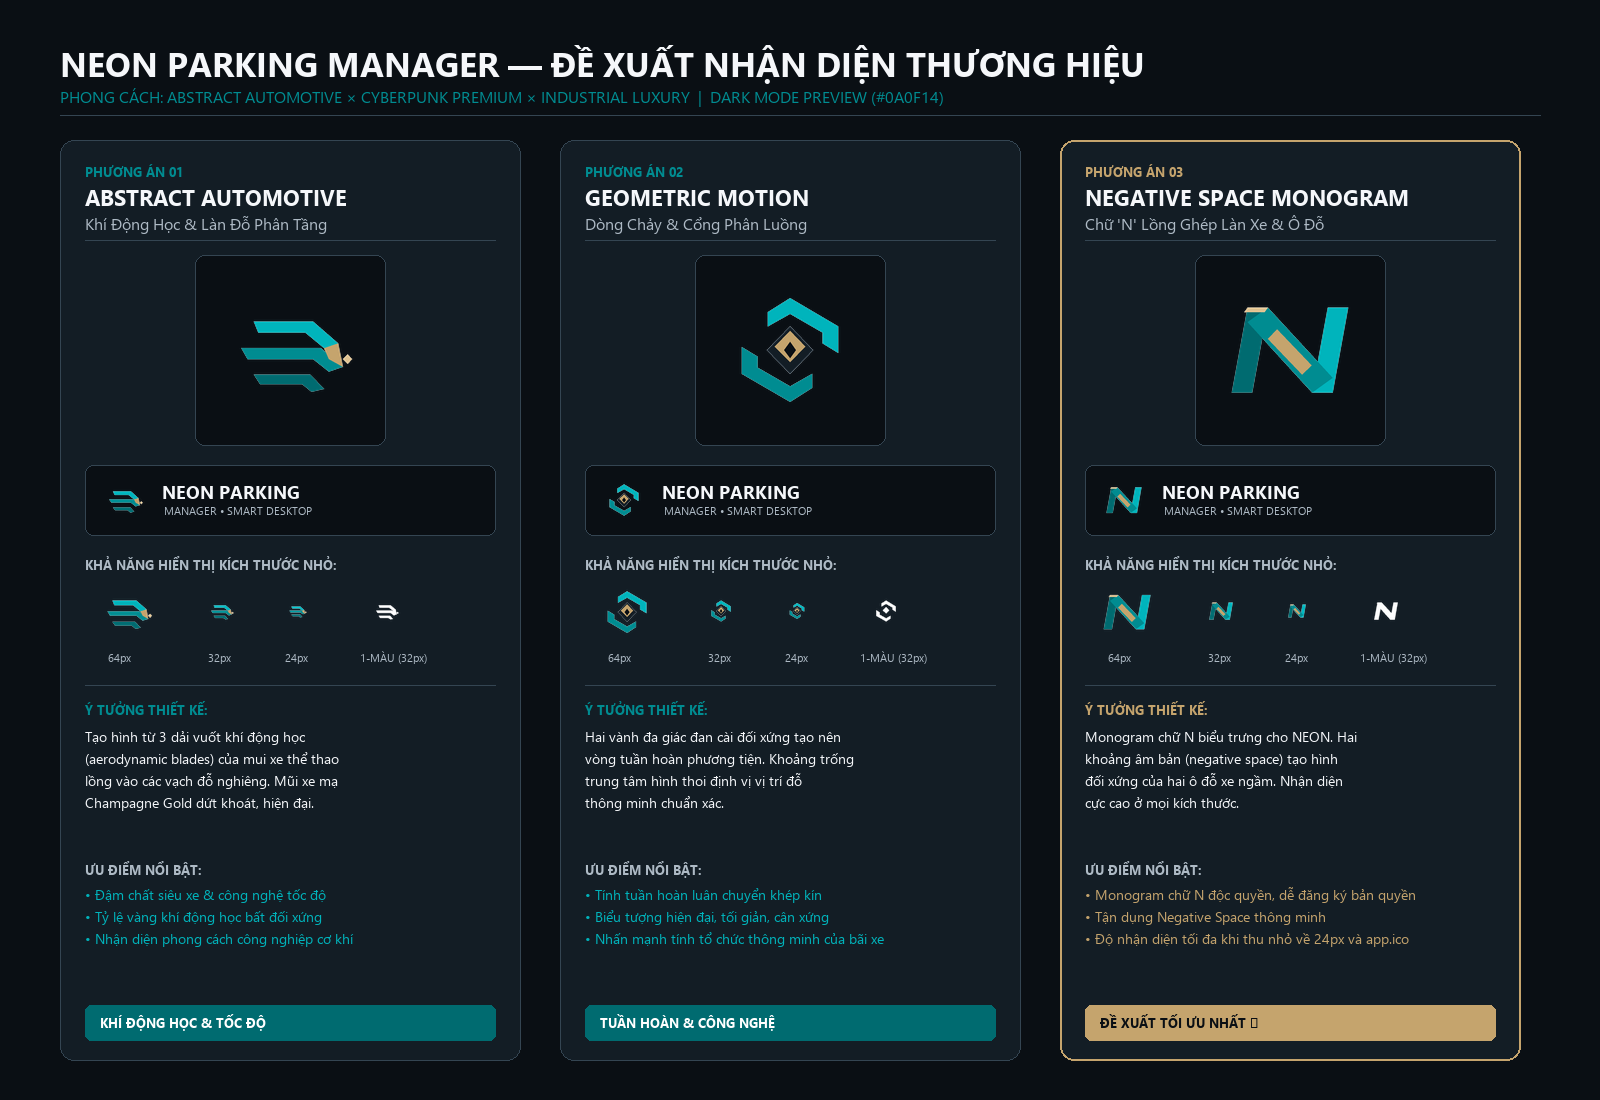 NEON PARKING MANAGER — ĐỀ XUẤT NHẬN DIỆN THƯƠNG HIỆU
PHONG CÁCH: ABSTRACT AUTOMOTIVE × CYBERPUNK PREMIUM × INDUSTRIAL LUXURY | DARK MODE PREVIEW (#0A0F14)
PHƯƠNG ÁN 01
ABSTRACT AUTOMOTIVE
Khí Động Học & Làn Đỗ Phân Tầng
NEON PARKING
MANAGER • SMART DESKTOP
KHẢ NĂNG HIỂN THỊ KÍCH THƯỚC NHỎ:
64px 32px 24px 1-MÀU (32px)
Ý TƯỞNG THIẾT KẾ:
Tạo hình từ 3 dải vuốt khí động học
(aerodynamic blades) của mui xe thể thao
lồng vào các vạch đỗ nghiêng. Mũi xe mạ
Champagne Gold dứt khoát, hiện đại.
ƯU ĐIỂM NỔI BẬT:
• Đậm chất siêu xe & công nghệ tốc độ
• Tỷ lệ vàng khí động học bất đối xứng
• Nhận diện phong cách công nghiệp cơ khí
KHÍ ĐỘNG HỌC & TỐC ĐỘ
PHƯƠNG ÁN 02
GEOMETRIC MOTION
Dòng Chảy & Cổng Phân Luồng
NEON PARKING
MANAGER • SMART DESKTOP
KHẢ NĂNG HIỂN THỊ KÍCH THƯỚC NHỎ:
64px 32px 24px 1-MÀU (32px)
Ý TƯỞNG THIẾT KẾ:
Hai vành đa giác đan cài đối xứng tạo nên
vòng tuần hoàn phương tiện. Khoảng trống
trung tâm hình thoi định vị vị trí đỗ
thông minh chuẩn xác.
ƯU ĐIỂM NỔI BẬT:
• Tính tuần hoàn luân chuyển khép kín
• Biểu tượng hiện đại, tối giản, cân xứng
• Nhấn mạnh tính tổ chức thông minh của bãi xe
TUẦN HOÀN & CÔNG NGHỆ
PHƯƠNG ÁN 03
NEGATIVE SPACE MONOGRAM
Chữ 'N' Lồng Ghép Làn Xe & Ô Đỗ
NEON PARKING
MANAGER • SMART DESKTOP
KHẢ NĂNG HIỂN THỊ KÍCH THƯỚC NHỎ:
64px 32px 24px 1-MÀU (32px)
Ý TƯỞNG THIẾT KẾ:
Monogram chữ N biểu trưng cho NEON. Hai
khoảng âm bản (negative space) tạo hình
đối xứng của hai ô đỗ xe ngầm. Nhận diện
cực cao ở mọi kích thước.
ƯU ĐIỂM NỔI BẬT:
• Monogram chữ N độc quyền, dễ đăng ký bản quyền
• Tận dụng Negative Space thông minh
• Độ nhận diện tối đa khi thu nhỏ về 24px và app.ico
ĐỀ XUẤT TỐI ƯU NHẤT